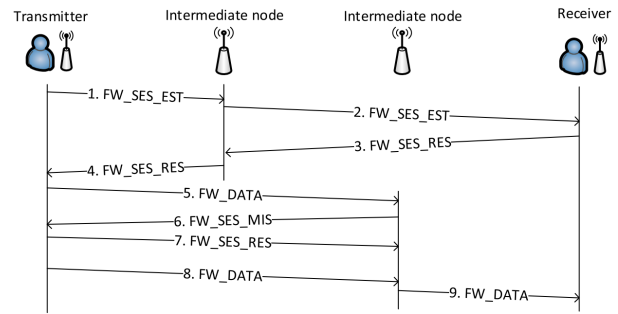 Transmitter
Intermediate node
Intermediate node
Receiver
1. FW_SES_EST
2. FW_SES_EST
3. FW_SES_RES
4. FW_SES_RES
5. FW_DATA
6. FW_SES_MIS
7. FW_SES_RES
8. FW_DATA
9. FW_DATA